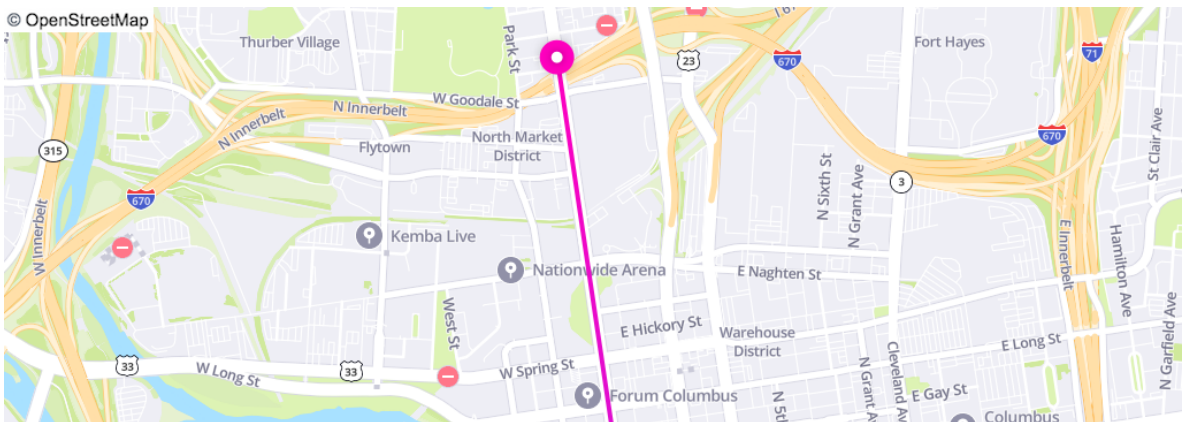 © OpenStreetMap
Thurber Village
Park St
23
I 670
670
Fort Hayes
71
W Goodale St
N Innerbelt
N Innerbelt
North Market
District
Flytown
315
670
670
3
St Clair Ave
N Sixth St
N Grant Ave
W Innerbelt
Kemba Live
Nationwide Arena
E Naghten St
E Innerbelt
Hamilton Ave
West St
E Hickory St
Warehouse
District
E Long St
N Garfield Ave
33
33
W Long St
W Spring St
N Grant Ave
Cleveland Ave
E Gay St
Forum Columbus
N 5th
Columbus